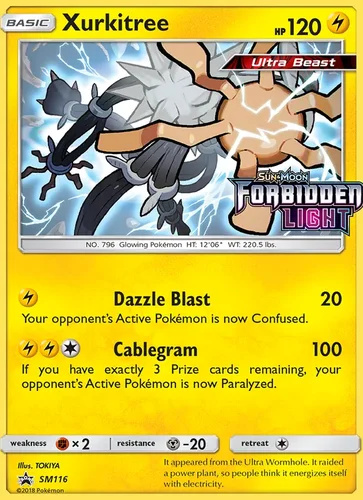 BASIC Xurkitree HP 120
Ultra Beast
SUN & MOON
FORBIDDEN
LIGHT
NO. 796 Glowing Pokémon HT: 12'06" WT: 220.5 lbs.
Dazzle Blast 20
Your opponent's Active Pokémon is now Confused.
Cablegram 100
If you have exactly 3 Prize cards remaining, your
opponent's Active Pokémon is now Paralyzed.
weakness ×2 resistance -20 retreat
Illus. TOKIYA
PROMO SM116
©2018 Pokémon
It appeared from the Ultra Wormhole. It raided
a power plant, so people think it energizes itself
with electricity.